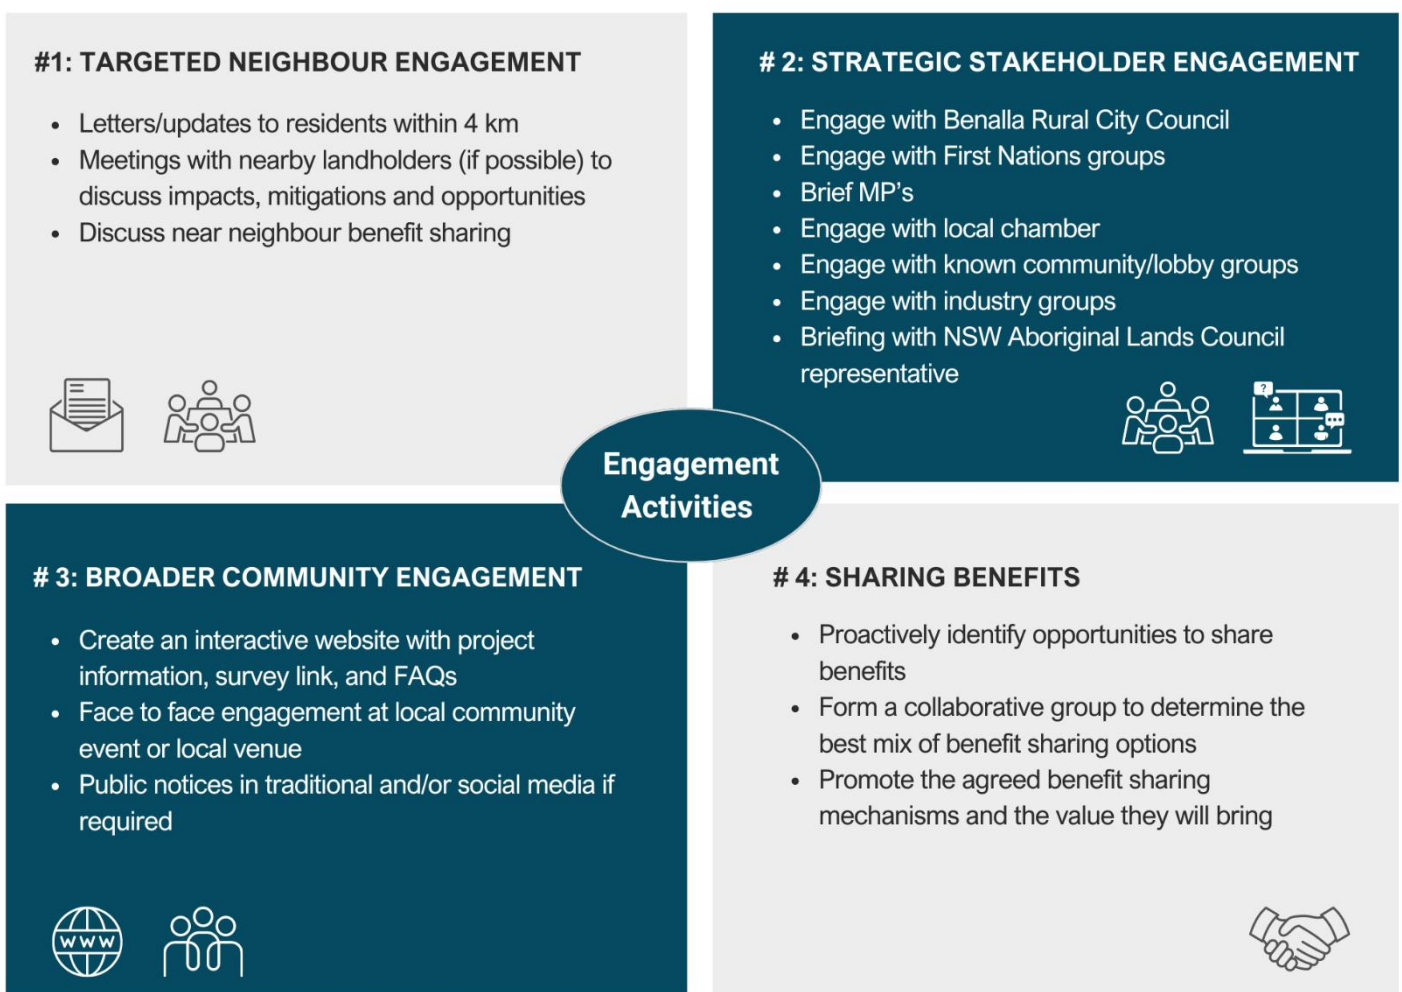 #1: TARGETED NEIGHBOUR ENGAGEMENT
• Letters/updates to residents within 4 km
• Meetings with nearby landholders (if possible) to
discuss impacts, mitigations and opportunities
• Discuss near neighbour benefit sharing
# 2: STRATEGIC STAKEHOLDER ENGAGEMENT
• Engage with Benalla Rural City Council
• Engage with First Nations groups
• Brief MP's
• Engage with local chamber
• Engage with known community/lobby groups
• Engage with industry groups
• Briefing with NSW Aboriginal Lands Council
representative
?
Engagement
Activities
# 3: BROADER COMMUNITY ENGAGEMENT
• Create an interactive website with project
information, survey link, and FAQs
• Face to face engagement at local community
event or local venue
• Public notices in traditional and/or social media if
required
WWW
# 4: SHARING BENEFITS
• Proactively identify opportunities to share
benefits
• Form a collaborative group to determine the
best mix of benefit sharing options
• Promote the agreed benefit sharing
mechanisms and the value they will bring